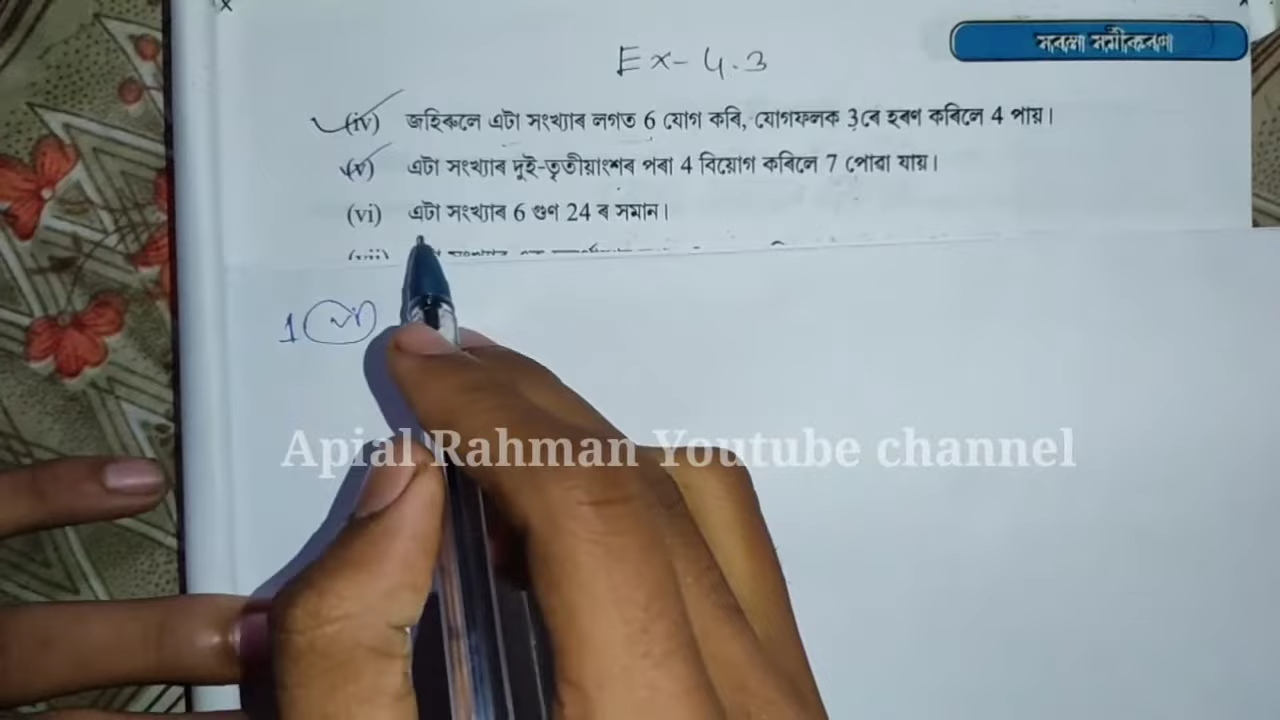 সৰল সমীকৰণ
Ex- 4.3
(iv) জহিৰুলে এটা সংখ্যাৰ লগত 6 যোগ কৰি, যোগফলক 3ৰে হৰণ কৰিলে 4 পায়।
(v) এটা সংখ্যাৰ দুই-তৃতীয়াংশৰ পৰা 4 বিয়োগ কৰিলে 7 পোৱা যায়।
(vi) এটা সংখ্যাৰ 6 গুণ 24 ৰ সমান।
1 (vi)
Apial Rahman Youtube channel